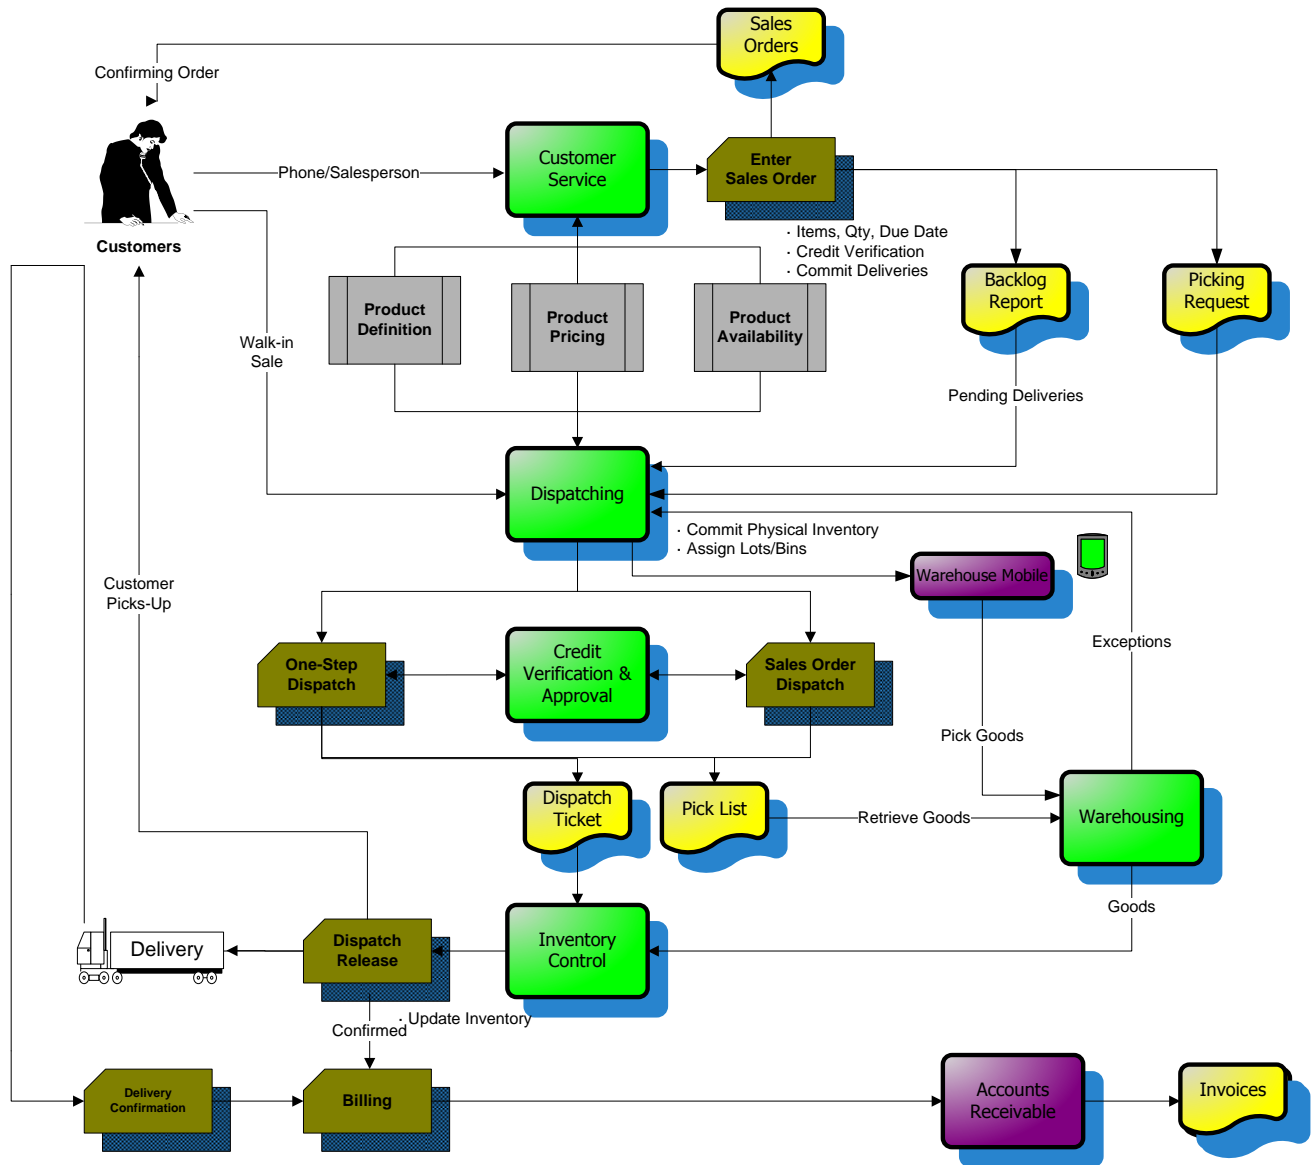 Sales
Orders
Confirming Order
Phone/Salesperson
Customer
Service
Enter
Sales Order
Customers
· Items, Qty, Due Date
· Credit Verification
· Commit Deliveries
Backlog
Report
Picking
Request
Product
Definition
Product
Pricing
Product
Availability
Walk-in
Sale
Pending Deliveries
Dispatching
· Commit Physical Inventory
· Assign Lots/Bins
Warehouse Mobile
Customer
Picks-Up
Exceptions
One-Step
Dispatch
Credit
Verification &
Approval
Sales Order
Dispatch
Pick Goods
Dispatch
Ticket
Pick List
Retrieve Goods
Warehousing
Goods
Delivery
Dispatch
Release
Inventory
Control
· Update Inventory
Confirmed
Delivery
Confirmation
Billing
Accounts
Receivable
Invoices